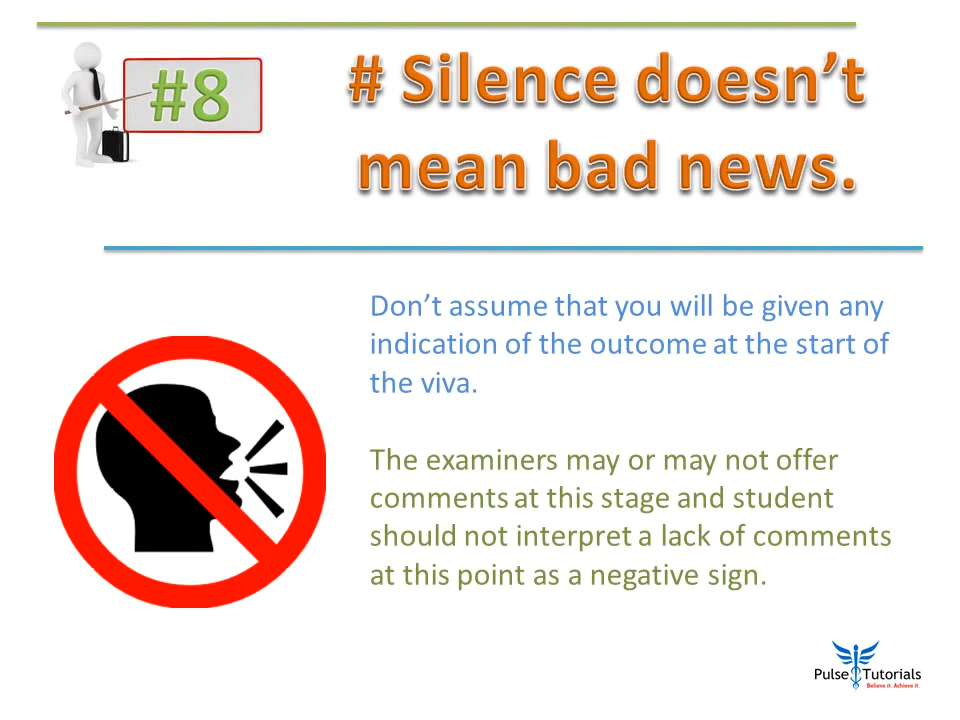 #8
# Silence doesn’t
mean bad news.
Don’t assume that you will be given any
indication of the outcome at the start of
the viva.
The examiners may or may not offer
comments at this stage and student
should not interpret a lack of comments
at this point as a negative sign.
Pulse Tutorials
Believe it. Achieve it.